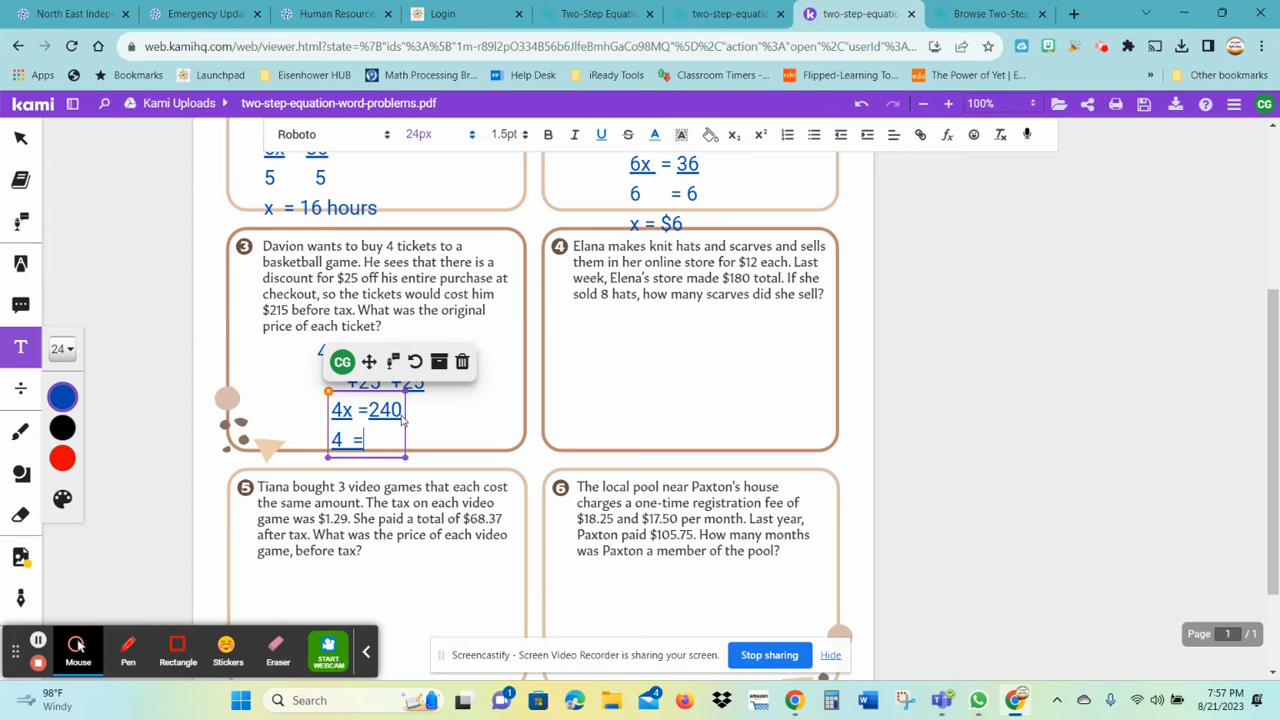 North East Indepen
Emergency Updat
Human Resources
Login
Two-Step Equatio
two-step-equatio
two-step-equatio
Browse Two-Step
web.kamihq.com/web/viewer.html?state=%7B"ids"%3A%5B"1m-r89l2pO334B56b6JlfeBmhGaCo98MQ"%5D%2C"action"%3A"open"%2C"userId"%3A...
Apps
Bookmarks
Launchpad
Eisenhower HUB
Math Processing Br...
Help Desk
iReady Tools
Classroom Timers -...
Flipped-Learning To...
The Power of Yet | E...
»
Other bookmarks
kami
Kami Uploads
two-step-equation-word-problems.pdf
100%
CG
Roboto
24px
1.5pt
B I U S A
5 5
x = 16 hours
6x = 36
6 = 6
x = $6
3
Davion wants to buy 4 tickets to a
basketball game. He sees that there is a
discount for $25 off his entire purchase at
checkout, so the tickets would cost him
$215 before tax. What was the original
price of each ticket?
CG
+25 +25
4x =240
4 =
4
Elana makes knit hats and scarves and sells
them in her online store for $12 each. Last
week, Elena's store made $180 total. If she
sold 8 hats, how many scarves did she sell?
24
5
Tiana bought 3 video games that each cost
the same amount. The tax on each video
game was $1.29. She paid a total of $68.37
after tax. What was the price of each video
game, before tax?
6
The local pool near Paxton's house
charges a one-time registration fee of
$18.25 and $17.50 per month. Last year,
Paxton paid $105.75. How many months
was Paxton a member of the pool?
Page 1 / 1
Mouse
Pen
Rectangle
Stickers
Eraser
START
WEBCAM
Screencastify - Screen Video Recorder is sharing your screen.
Stop sharing
Hide
98°F
Windy
Search
1
4
7:57 PM
8/21/2023